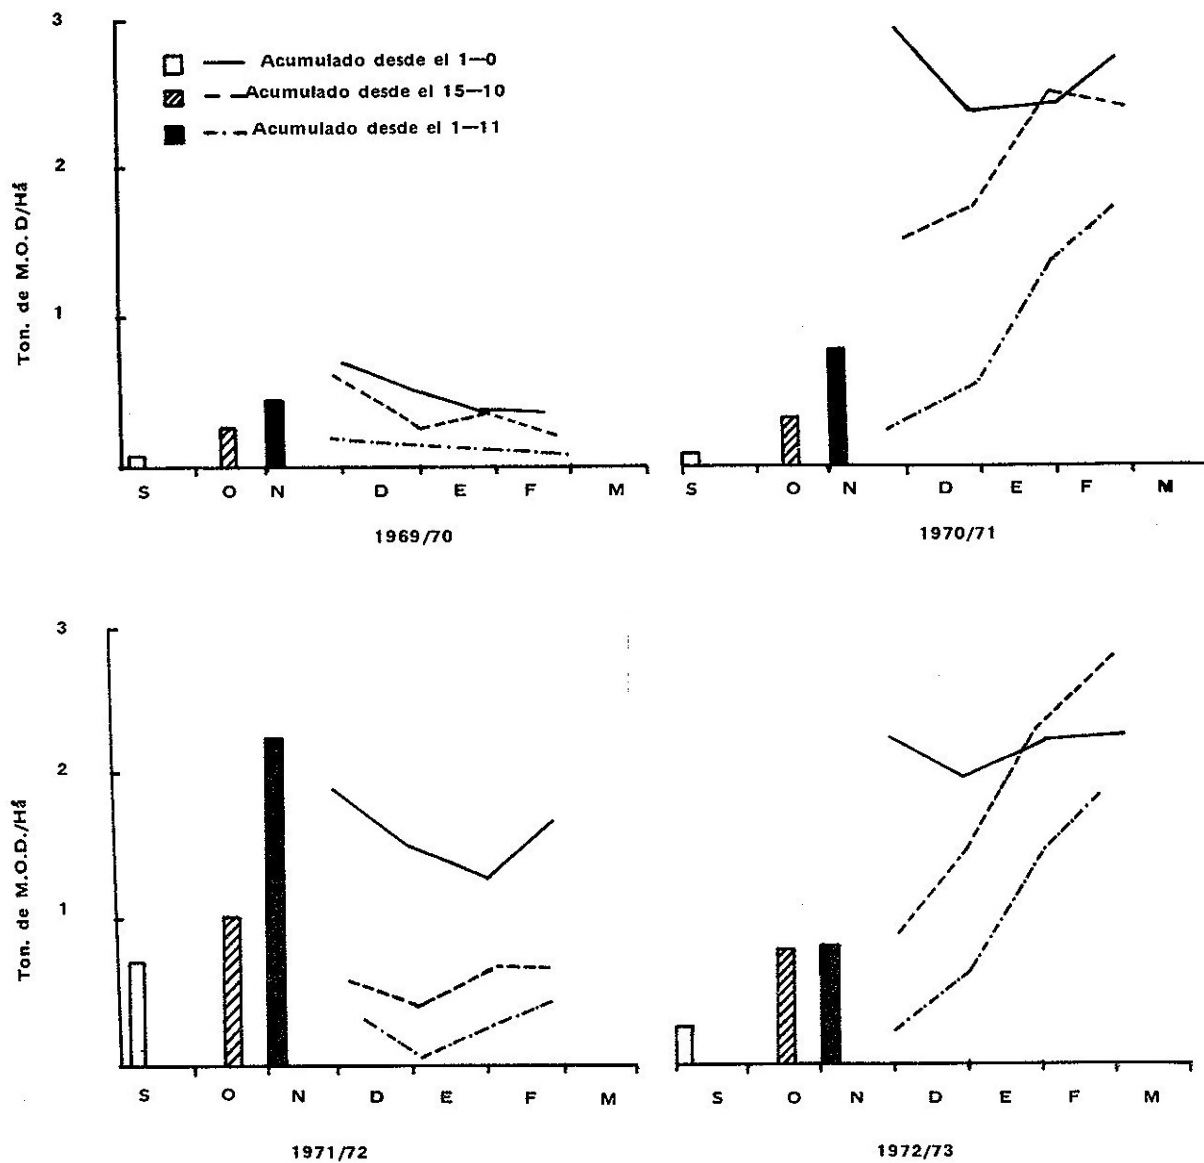 3
Acumulado desde el 1—0
Acumulado desde el 15—10
Acumulado desde el 1—11
2
1
Ton. de M.O.D/Há
S O N D E F M
1969/70
S O N D E F M
1970/71
3
2
1
Ton. de M.O.D./Há
S O N D E F M
1971/72
S O N D E F M
1972/73